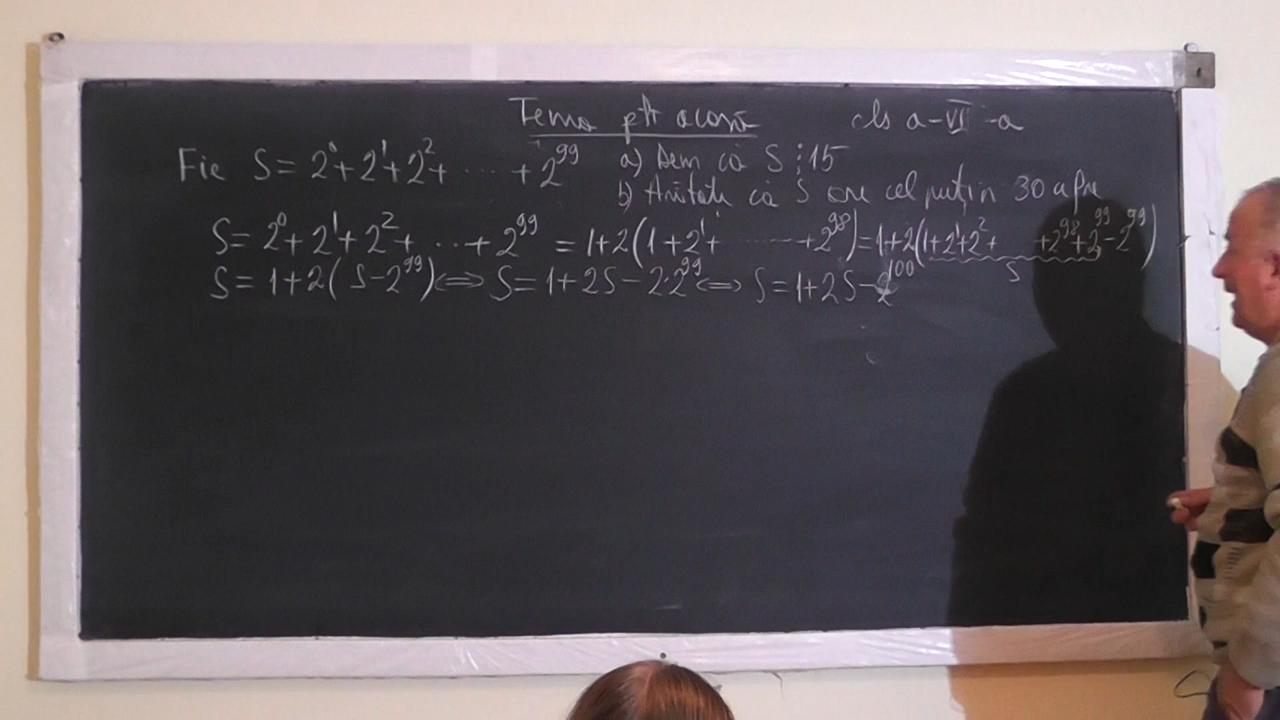 Tema ptr acasă cls a-VI-a
Fie S=2⁰+2¹+2²+ ..... +2⁹⁹ a) Dem că S⋮15
b) Arătați că S are cel puțin 30
S=2⁰+2¹+2²+...+2⁹⁹ =1+2(1+2¹+ ........ +2⁹⁸)=1+2(1+2¹+2²+ +2⁹⁸+2⁹⁹-2⁹⁹)
S
S=1+2(S-2⁹⁹)⇔S=1+2S-2·2⁹⁹⇔S=1+2S-2¹⁰⁰